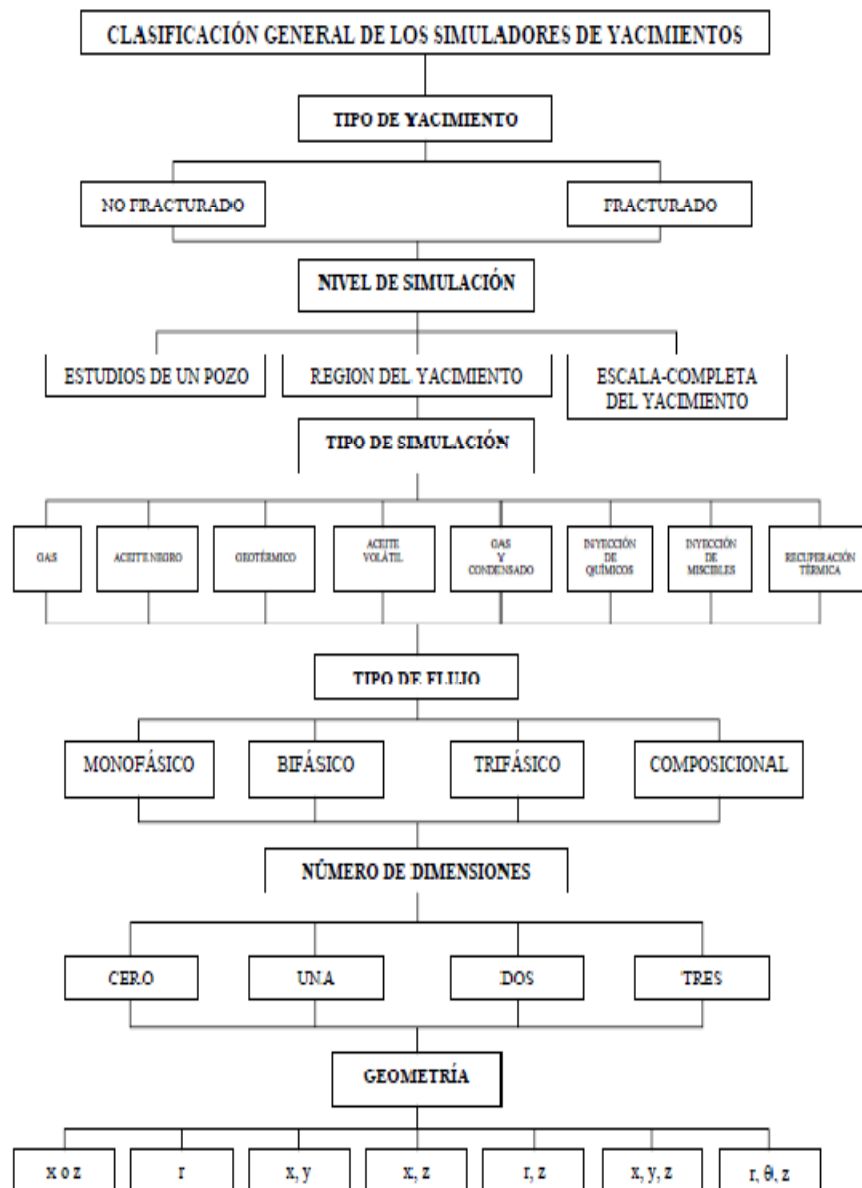 CLASIFICACIÓN GENERAL DE LOS SIMULADORES DE YACIMIENTOS
TIPO DE YACIMIENTO
NO FRACTURADO
FRACTURADO
NIVEL DE SIMULACIÓN
ESTUDIOS DE UN POZO
REGION DEL YACIMIENTO
ESCALA-COMPLETA
DEL YACIMIENTO
TIPO DE SIMULACIÓN
GAS
ACEITE NEGRO
GEOTÉRMICO
ACEITE
VOLÁTIL
GAS
Y
CONDENSADO
INYECCIÓN
DE
QUÍMICOS
INYECCIÓN
DE
MISCIBLES
RECUPERACIÓN
TÉRMICA
TIPO DE FLUJO
MONOFÁSICO
BIFÁSICO
TRIFÁSICO
COMPOSICIONAL
NÚMERO DE DIMENSIONES
CERO
UNA
DOS
TRES
GEOMETRÍA
x o z
r
x, y
x, z
r, z
x, y, z
r, θ, z